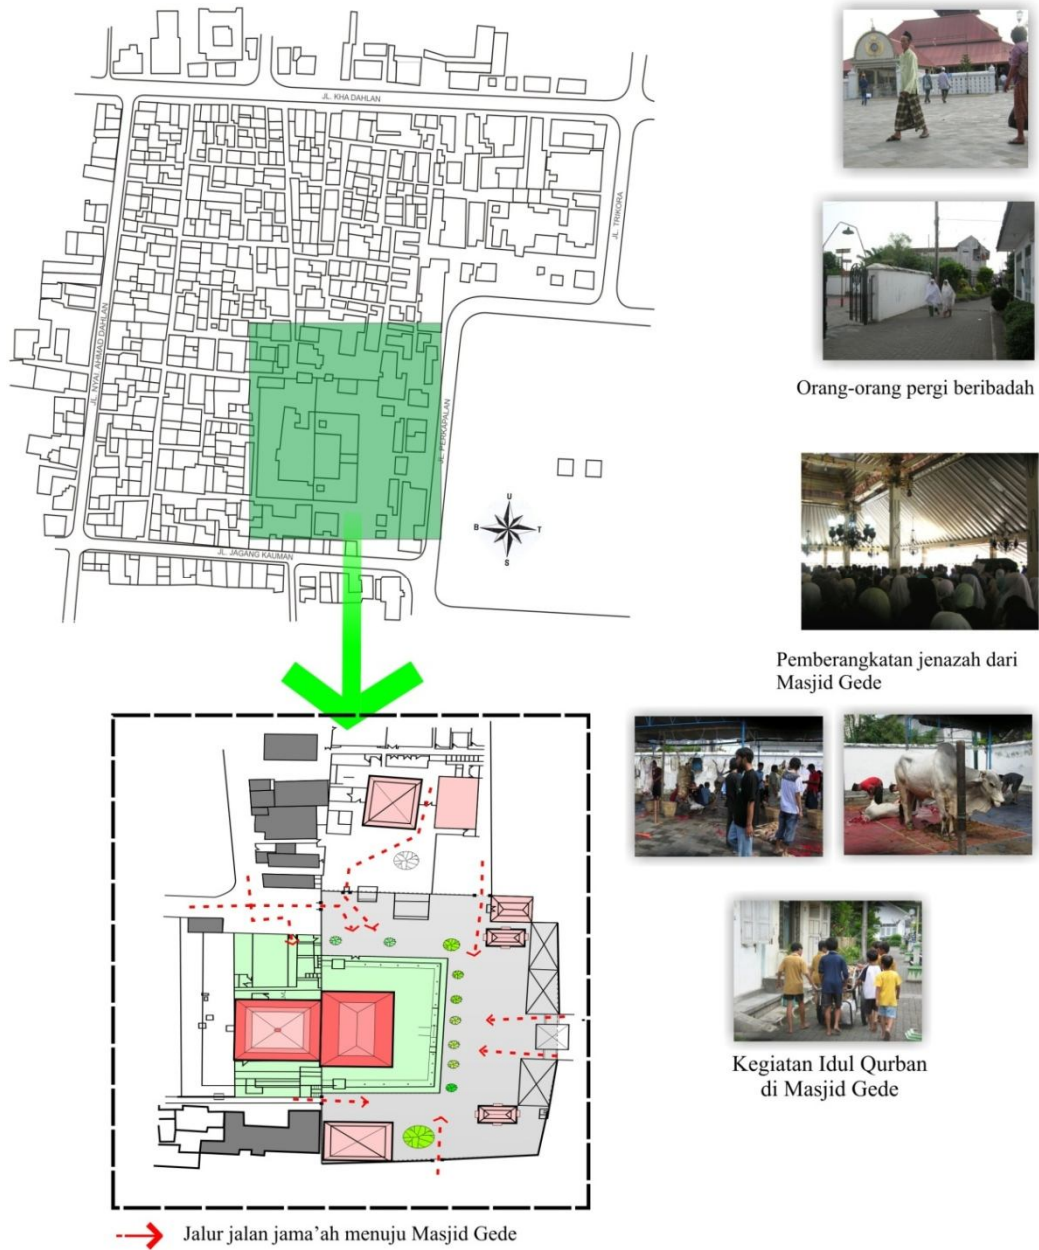 JL. KHA DAHLAN
JL. TRIKORA
JL. NYAI. AHMAD DAHLAN
JL. PERKAPALAN
JL. JAGANG KAUMAN
U
B
T
S
Orang-orang pergi beribadah
Pemberangkatan jenazah dari
Masjid Gede
Kegiatan Idul Qurban
di Masjid Gede
Jalur jalan jama’ah menuju Masjid Gede